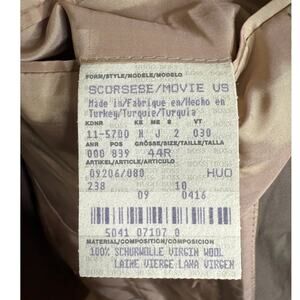 FORM/STYLE/MODELE/MODELO
SCORSESE/MOVIE US
Made in/Fabrique en/Hecho en
Turkey/Turquie/Turquia
KDNR KE ME S VT
11-5700 H J 2 030
ANR POS GRÖSSE/SIZE/TAILLE/TALLA
000 839 44R
ARTIKEL/ARTICLE/ARTICULO
09206/080 HUO
238 10
09 0416
5041 07107 0
MATERIAL/COMPOSITION/COMPOSICION
100% SCHURWOLLE VIRGIN WOOL
LAINE VIERGE LANA VIRGEN